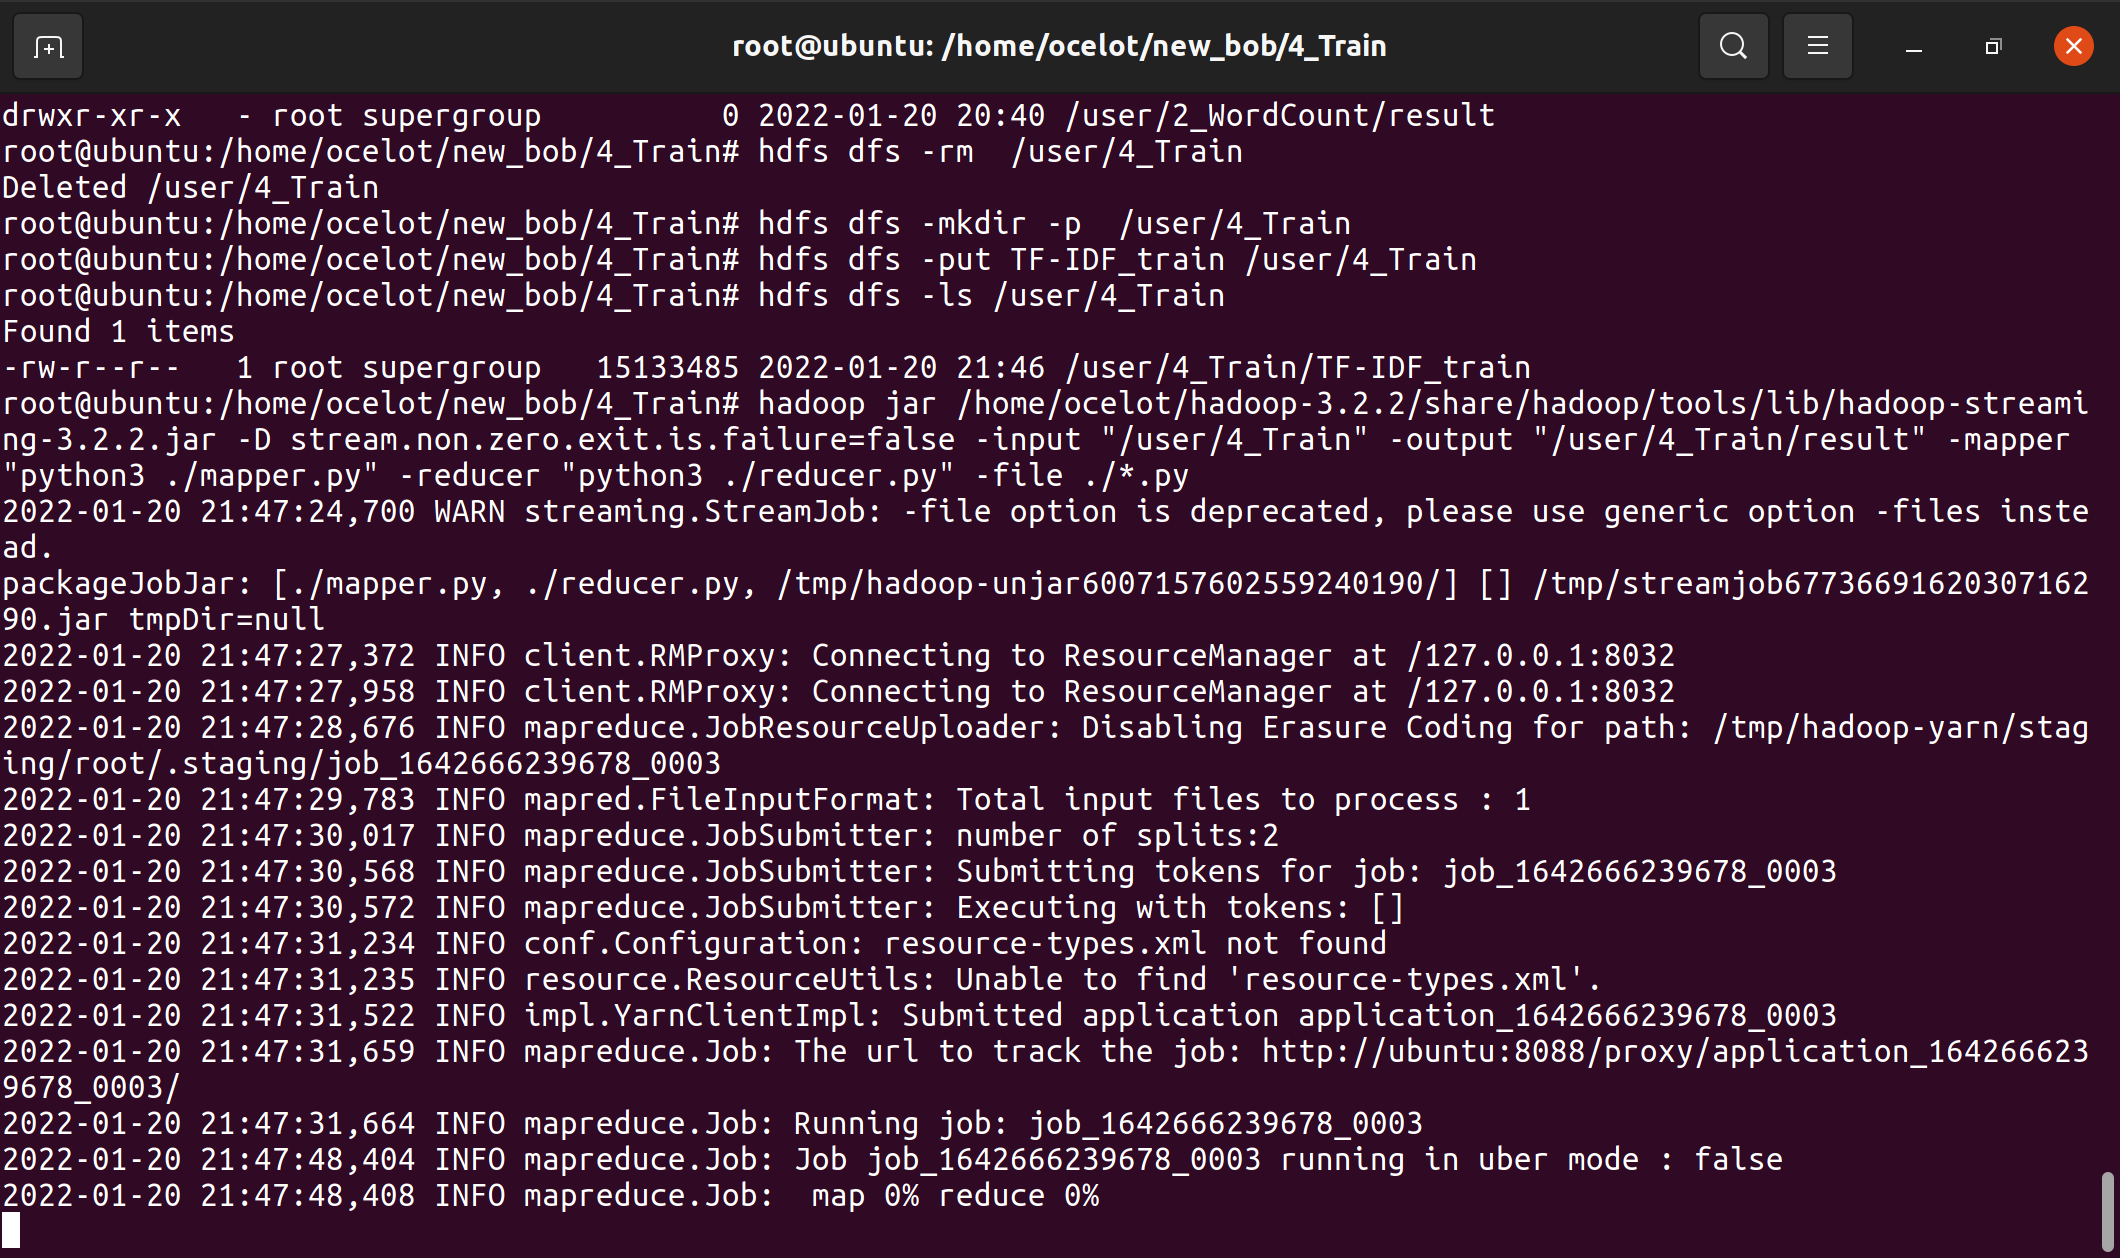 root@ubuntu: /home/ocelot/new_bob/4_Train
drwxr-xr-x   - root supergroup          0 2022-01-20 20:40 /user/2_WordCount/result
root@ubuntu:/home/ocelot/new_bob/4_Train# hdfs dfs -rm  /user/4_Train
Deleted /user/4_Train
root@ubuntu:/home/ocelot/new_bob/4_Train# hdfs dfs -mkdir -p  /user/4_Train
root@ubuntu:/home/ocelot/new_bob/4_Train# hdfs dfs -put TF-IDF_train /user/4_Train
root@ubuntu:/home/ocelot/new_bob/4_Train# hdfs dfs -ls /user/4_Train
Found 1 items
-rw-r--r--   1 root supergroup   15133485 2022-01-20 21:46 /user/4_Train/TF-IDF_train
root@ubuntu:/home/ocelot/new_bob/4_Train# hadoop jar /home/ocelot/hadoop-3.2.2/share/hadoop/tools/lib/hadoop-streami
ng-3.2.2.jar -D stream.non.zero.exit.is.failure=false -input "/user/4_Train" -output "/user/4_Train/result" -mapper
"python3 ./mapper.py" -reducer "python3 ./reducer.py" -file ./*.py
2022-01-20 21:47:24,700 WARN streaming.StreamJob: -file option is deprecated, please use generic option -files inste
ad.
packageJobJar: [./mapper.py, ./reducer.py, /tmp/hadoop-unjar6007157602559240190/] [] /tmp/streamjob67736691620307162
90.jar tmpDir=null
2022-01-20 21:47:27,372 INFO client.RMProxy: Connecting to ResourceManager at /127.0.0.1:8032
2022-01-20 21:47:27,958 INFO client.RMProxy: Connecting to ResourceManager at /127.0.0.1:8032
2022-01-20 21:47:28,676 INFO mapreduce.JobResourceUploader: Disabling Erasure Coding for path: /tmp/hadoop-yarn/stag
ing/root/.staging/job_1642666239678_0003
2022-01-20 21:47:29,783 INFO mapred.FileInputFormat: Total input files to process : 1
2022-01-20 21:47:30,017 INFO mapreduce.JobSubmitter: number of splits:2
2022-01-20 21:47:30,568 INFO mapreduce.JobSubmitter: Submitting tokens for job: job_1642666239678_0003
2022-01-20 21:47:30,572 INFO mapreduce.JobSubmitter: Executing with tokens: []
2022-01-20 21:47:31,234 INFO conf.Configuration: resource-types.xml not found
2022-01-20 21:47:31,235 INFO resource.ResourceUtils: Unable to find 'resource-types.xml'.
2022-01-20 21:47:31,522 INFO impl.YarnClientImpl: Submitted application application_1642666239678_0003
2022-01-20 21:47:31,659 INFO mapreduce.Job: The url to track the job: http://ubuntu:8088/proxy/application_164266623
9678_0003/
2022-01-20 21:47:31,664 INFO mapreduce.Job: Running job: job_1642666239678_0003
2022-01-20 21:47:48,404 INFO mapreduce.Job: Job job_1642666239678_0003 running in uber mode : false
2022-01-20 21:47:48,408 INFO mapreduce.Job:  map 0% reduce 0%